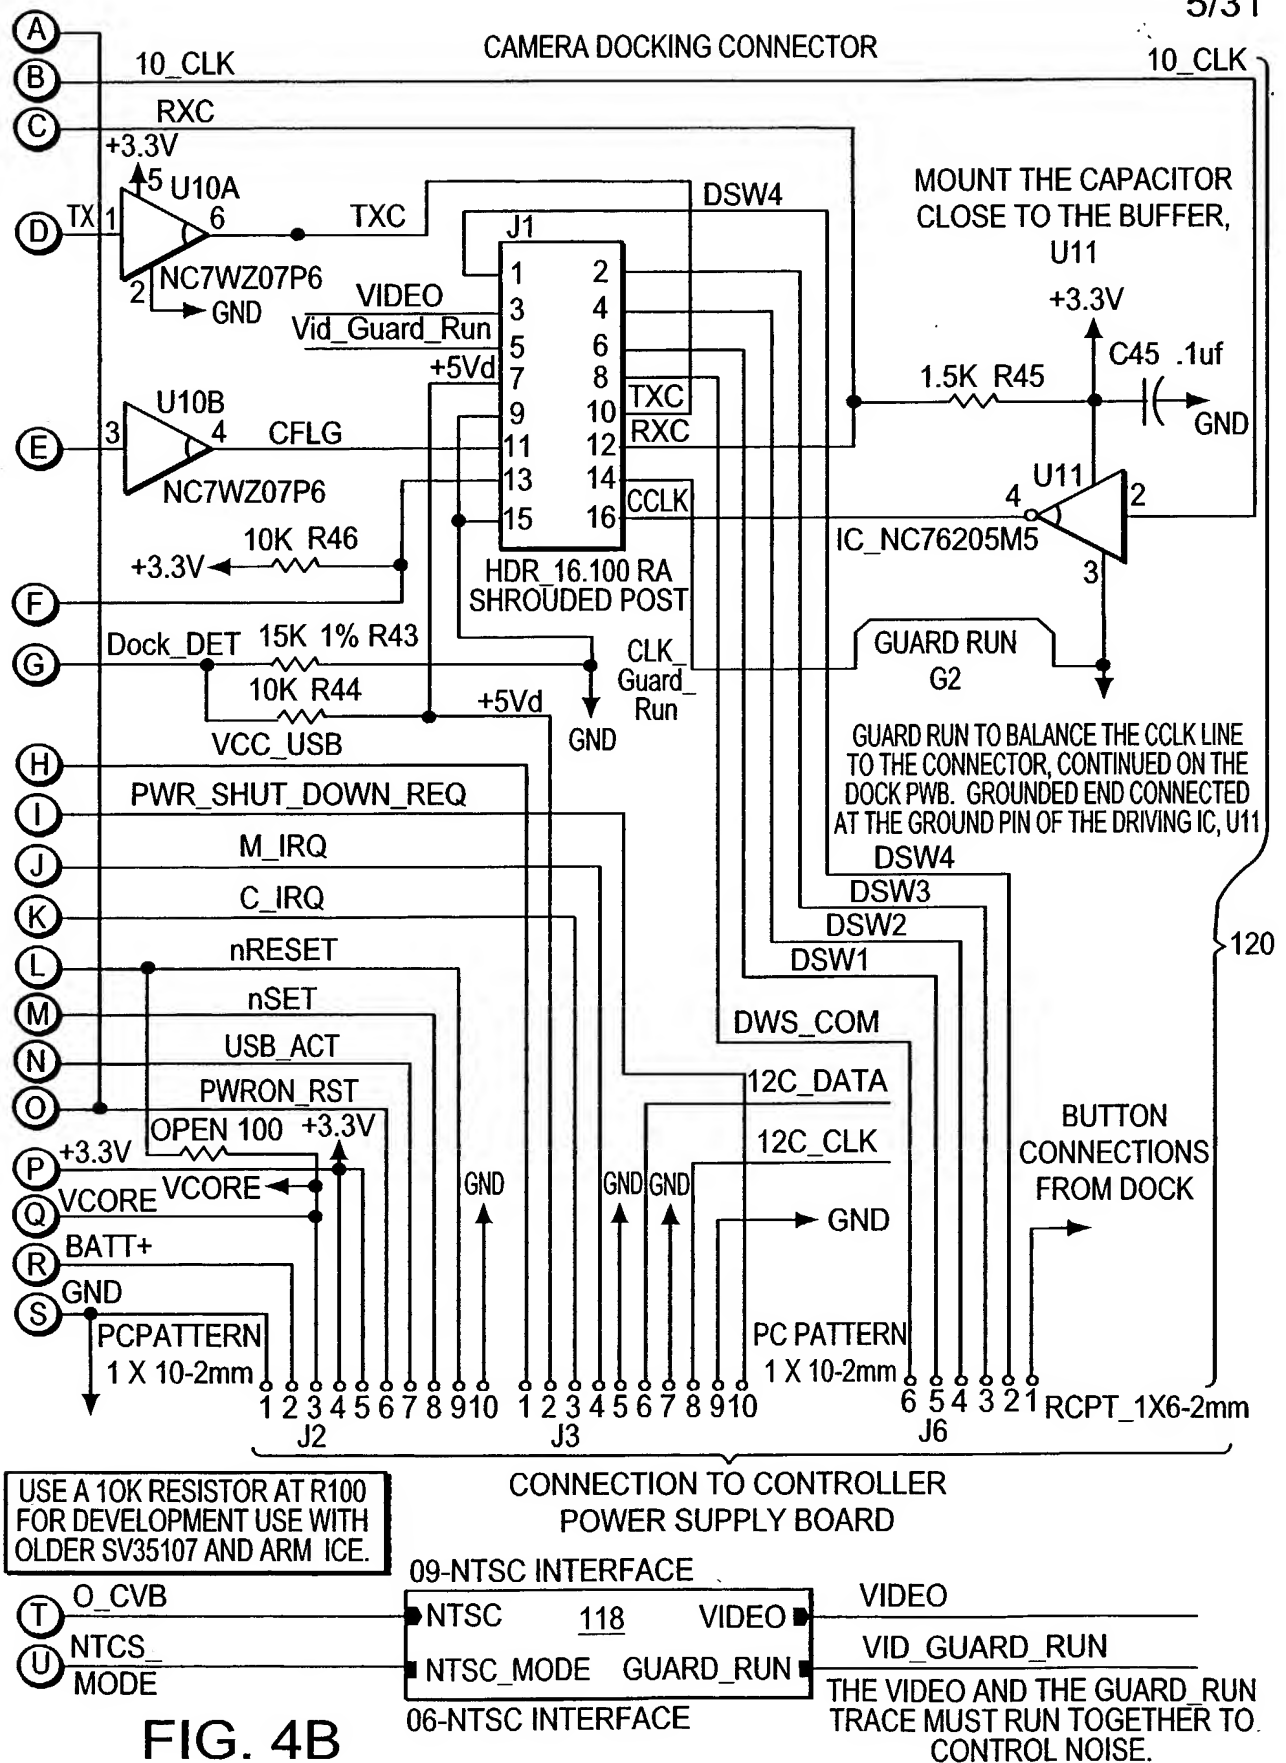 5/31
CAMERA DOCKING CONNECTOR
A
B 10_CLK 10_CLK
C RXC
+3.3V
5 U10A
D TX 1 6 TXC
NC7WZ07P6
2 GND
DSW4
J1
1 2
3 4
5 6
7 8
9 10
11 12
13 14
15 16
VIDEO
Vid_Guard_Run
+5Vd
TXC
RXC
CCLK
HDR_16.100 RA
SHROUDED POST
MOUNT THE CAPACITOR
CLOSE TO THE BUFFER,
U11
+3.3V
C45 .1uf
1.5K R45
GND
U11
4 2
IC_NC76205M5
3
U10B
E 3 4 CFLG
NC7WZ07P6
10K R46
+3.3V
F
G Dock_DET 15K 1% R43
10K R44
+5Vd
VCC_USB
GND
CLK_
Guard_
Run
GUARD RUN
G2
GUARD RUN TO BALANCE THE CCLK LINE
TO THE CONNECTOR, CONTINUED ON THE
DOCK PWB. GROUNDED END CONNECTED
AT THE GROUND PIN OF THE DRIVING IC, U11
H
I PWR_SHUT_DOWN_REQ
J M_IRQ
K C_IRQ
L nRESET
M nSET
N USB_ACT
O PWRON_RST
OPEN 100 +3.3V
P +3.3V
VCORE
Q VCORE
R BATT+
S GND
DSW4
DSW3
DSW2
DSW1
DWS_COM
12C_DATA
12C_CLK
120
GND
GND GND
GND
BUTTON
CONNECTIONS
FROM DOCK
PCPATTERN
1 X 10-2mm
PC PATTERN
1 X 10-2mm
1 2 3 4 5 6 7 8 9 10
J2
1 2 3 4 5 6 7 8 9 10
J3
6 5 4 3 2 1 RCPT_1X6-2mm
J6
CONNECTION TO CONTROLLER
POWER SUPPLY BOARD
USE A 10K RESISTOR AT R100
FOR DEVELOPMENT USE WITH
OLDER SV35107 AND ARM ICE.
09-NTSC INTERFACE
T O_CVB NTSC 118 VIDEO VIDEO
U NTCS_
MODE
NTSC_MODE GUARD_RUN VID_GUARD_RUN
06-NTSC INTERFACE
THE VIDEO AND THE GUARD_RUN
TRACE MUST RUN TOGETHER TO
CONTROL NOISE.
FIG. 4B